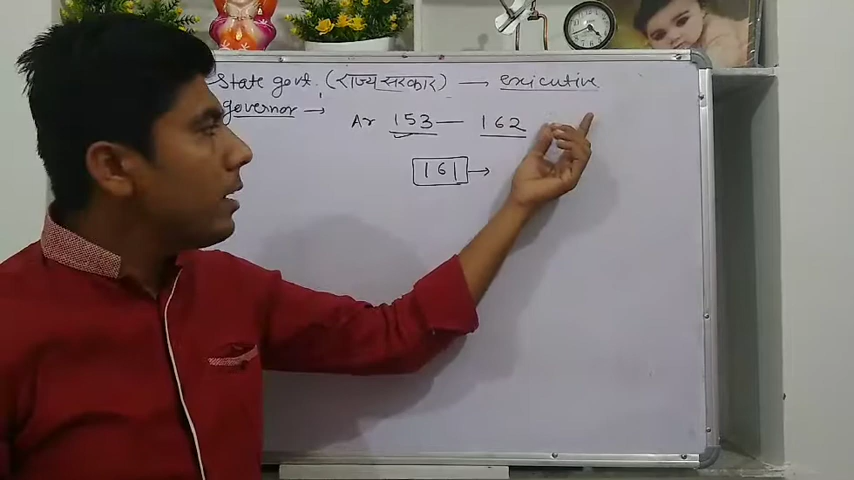 State govt. (राज्य सरकार) → exicutive
governor →
Ar 153 — 162
161 →